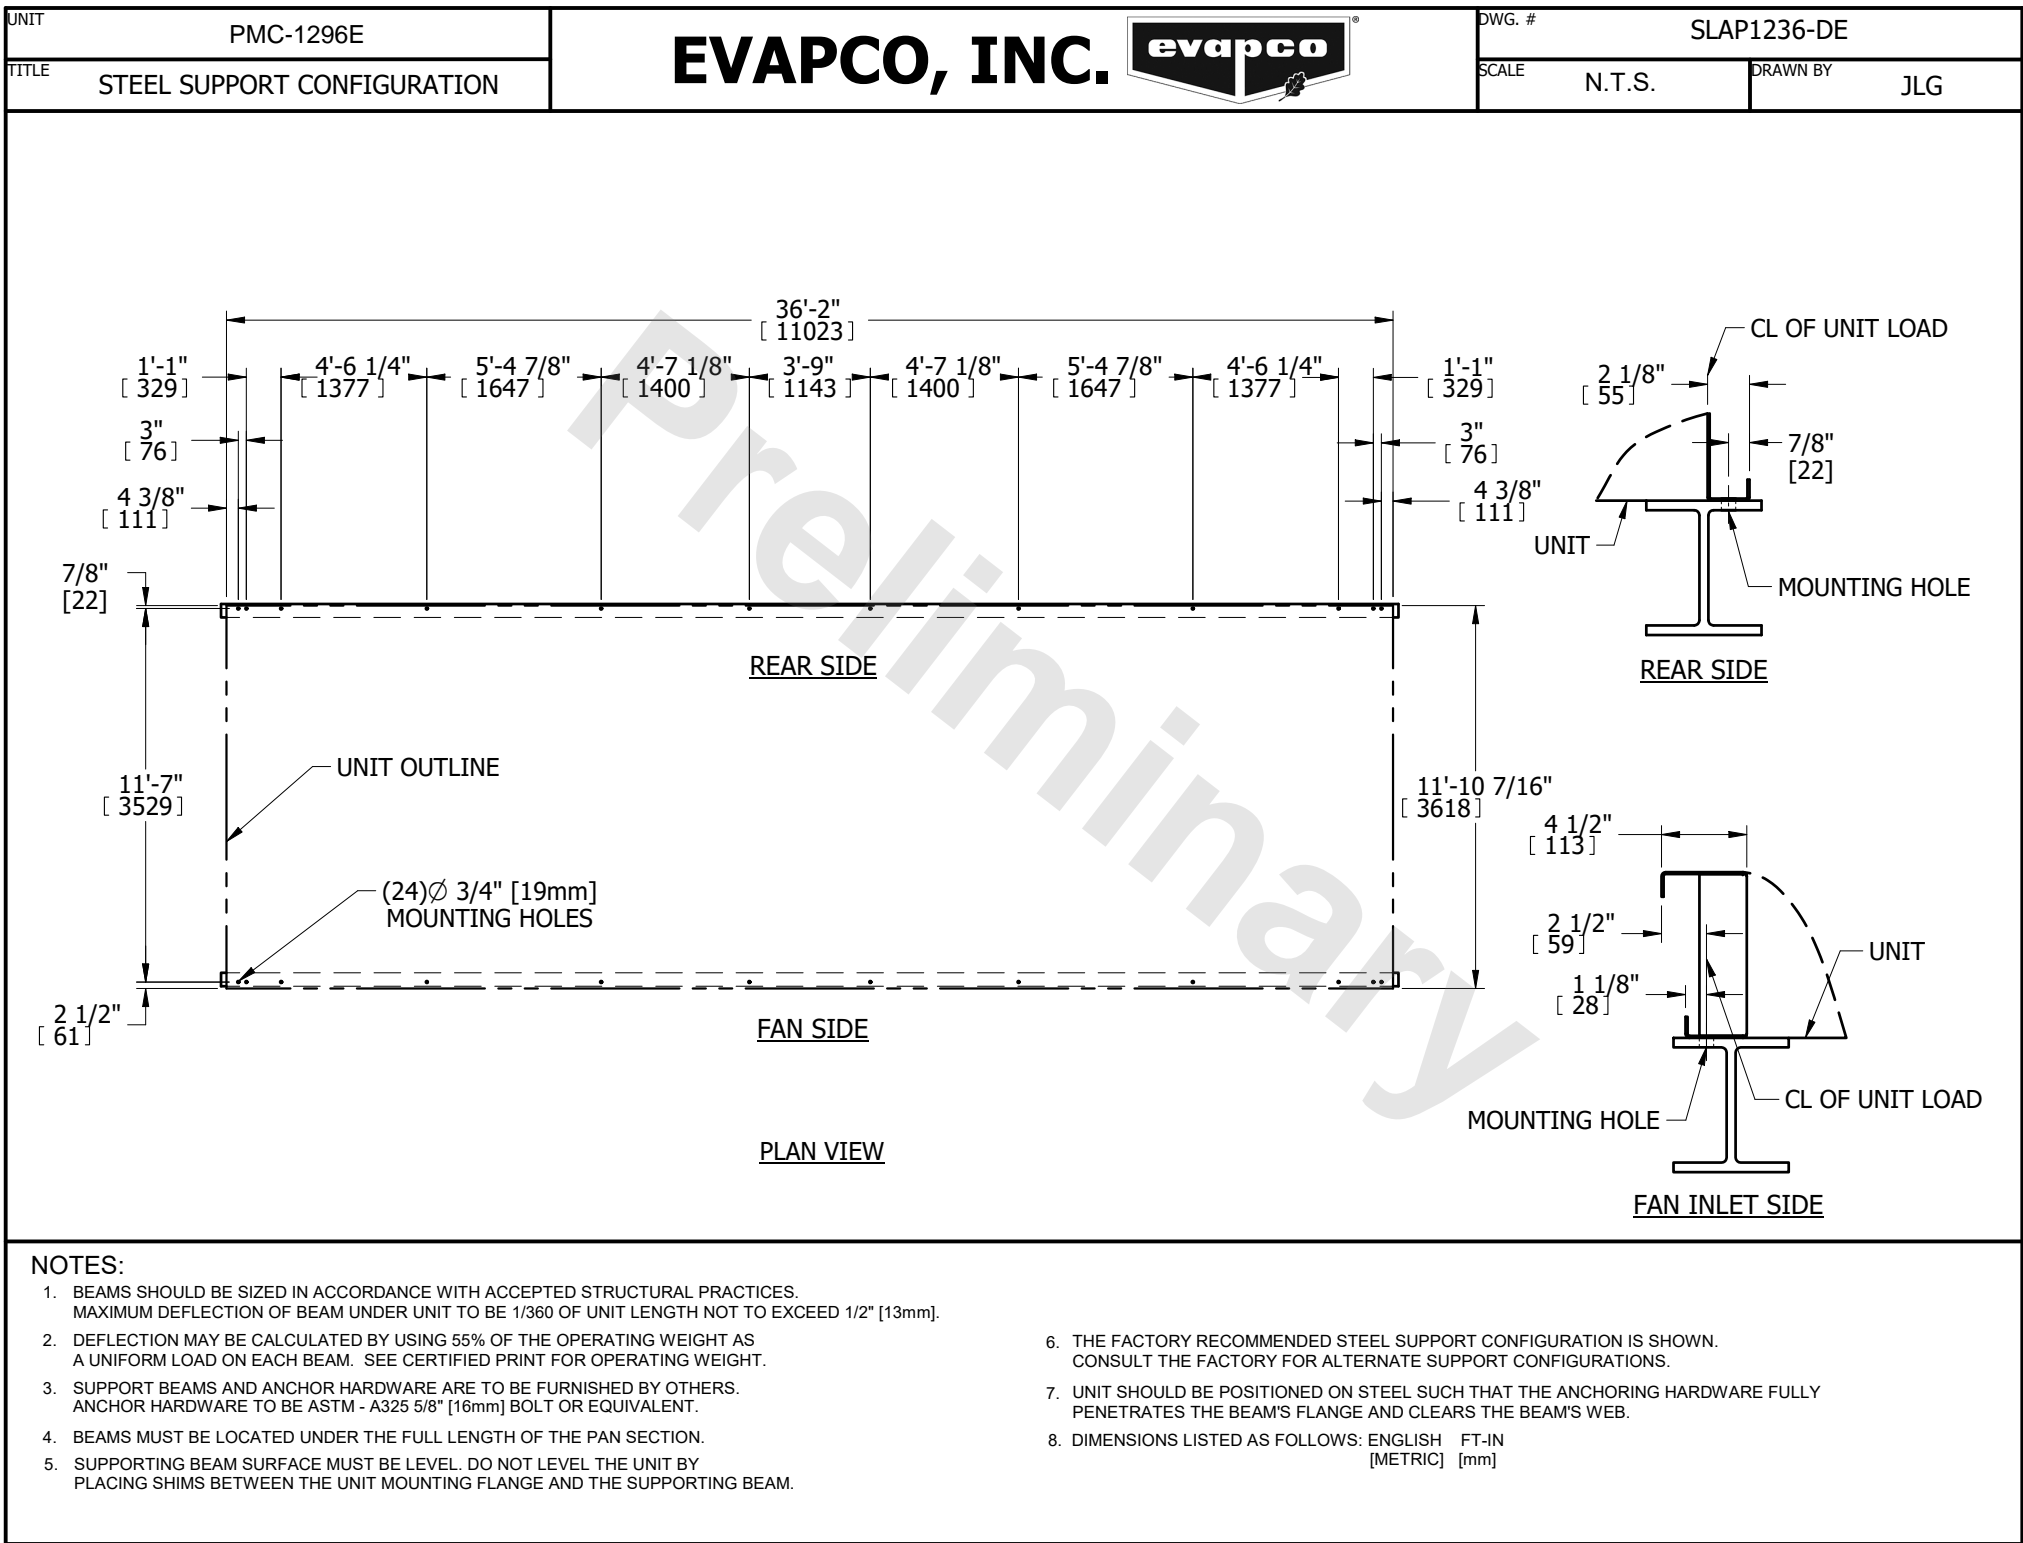 UNIT
PMC-1296E
TITLE
STEEL SUPPORT CONFIGURATION
EVAPCO, INC.
evapco
®
DWG. #
SLAP1236-DE
SCALE
N.T.S.
DRAWN BY
JLG
36'-2"
[ 11023]
1'-1"
[ 329]
4'-6 1/4"
[ 1377 ]
5'-4 7/8"
[ 1647 ]
4'-7 1/8"
[ 1400 ]
3'-9"
[ 1143 ]
4'-7 1/8"
[ 1400 ]
5'-4 7/8"
[ 1647 ]
4'-6 1/4"
[ 1377 ]
1'-1"
[ 329]
3"
[ 76]
3"
[ 76]
4 3/8"
[ 111]
4 3/8"
[ 111]
7/8"
[22]
REAR SIDE
UNIT OUTLINE
11'-7"
[ 3529]
11'-10 7/16"
[ 3618]
(24)Ø 3/4" [19mm]
MOUNTING HOLES
2 1/2"
[ 61]
FAN SIDE
PLAN VIEW
Preliminary
CL OF UNIT LOAD
2 1/8"
[ 55]
7/8"
[22]
UNIT
MOUNTING HOLE
REAR SIDE
4 1/2"
[ 113]
2 1/2"
[ 59]
UNIT
1 1/8"
[ 28]
CL OF UNIT LOAD
MOUNTING HOLE
FAN INLET SIDE
NOTES:
1. BEAMS SHOULD BE SIZED IN ACCORDANCE WITH ACCEPTED STRUCTURAL PRACTICES.
MAXIMUM DEFLECTION OF BEAM UNDER UNIT TO BE 1/360 OF UNIT LENGTH NOT TO EXCEED 1/2" [13mm].
2. DEFLECTION MAY BE CALCULATED BY USING 55% OF THE OPERATING WEIGHT AS
A UNIFORM LOAD ON EACH BEAM. SEE CERTIFIED PRINT FOR OPERATING WEIGHT.
3. SUPPORT BEAMS AND ANCHOR HARDWARE ARE TO BE FURNISHED BY OTHERS.
ANCHOR HARDWARE TO BE ASTM - A325 5/8" [16mm] BOLT OR EQUIVALENT.
4. BEAMS MUST BE LOCATED UNDER THE FULL LENGTH OF THE PAN SECTION.
5. SUPPORTING BEAM SURFACE MUST BE LEVEL. DO NOT LEVEL THE UNIT BY
PLACING SHIMS BETWEEN THE UNIT MOUNTING FLANGE AND THE SUPPORTING BEAM.
6. THE FACTORY RECOMMENDED STEEL SUPPORT CONFIGURATION IS SHOWN.
CONSULT THE FACTORY FOR ALTERNATE SUPPORT CONFIGURATIONS.
7. UNIT SHOULD BE POSITIONED ON STEEL SUCH THAT THE ANCHORING HARDWARE FULLY
PENETRATES THE BEAM'S FLANGE AND CLEARS THE BEAM'S WEB.
8. DIMENSIONS LISTED AS FOLLOWS: ENGLISH FT-IN
[METRIC] [mm]